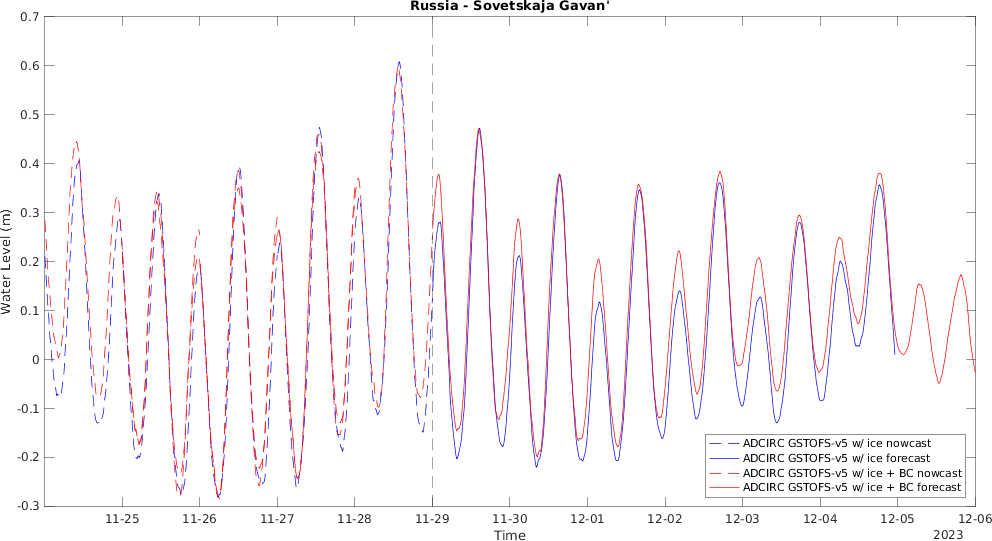 Russia - Sovetskaja Gavan'
0.7
0.6
0.5
0.4
0.3
0.2
0.1
0
-0.1
-0.2
-0.3
Water Level (m)
11-25 11-26 11-27 11-28 11-29 11-30 12-01 12-02 12-03 12-04 12-05 12-06
Time
2023
ADCIRC GSTOFS-v5 w/ ice nowcast
ADCIRC GSTOFS-v5 w/ ice forecast
ADCIRC GSTOFS-v5 w/ ice + BC nowcast
ADCIRC GSTOFS-v5 w/ ice + BC forecast